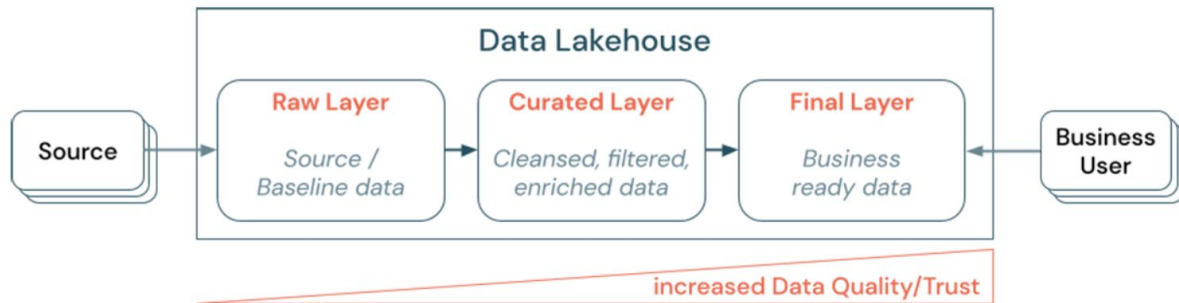 Data Lakehouse
Source
Raw Layer
Source /
Baseline data
Curated Layer
Cleansed, filtered,
enriched data
Final Layer
Business
ready data
Business
User
increased Data Quality/Trust